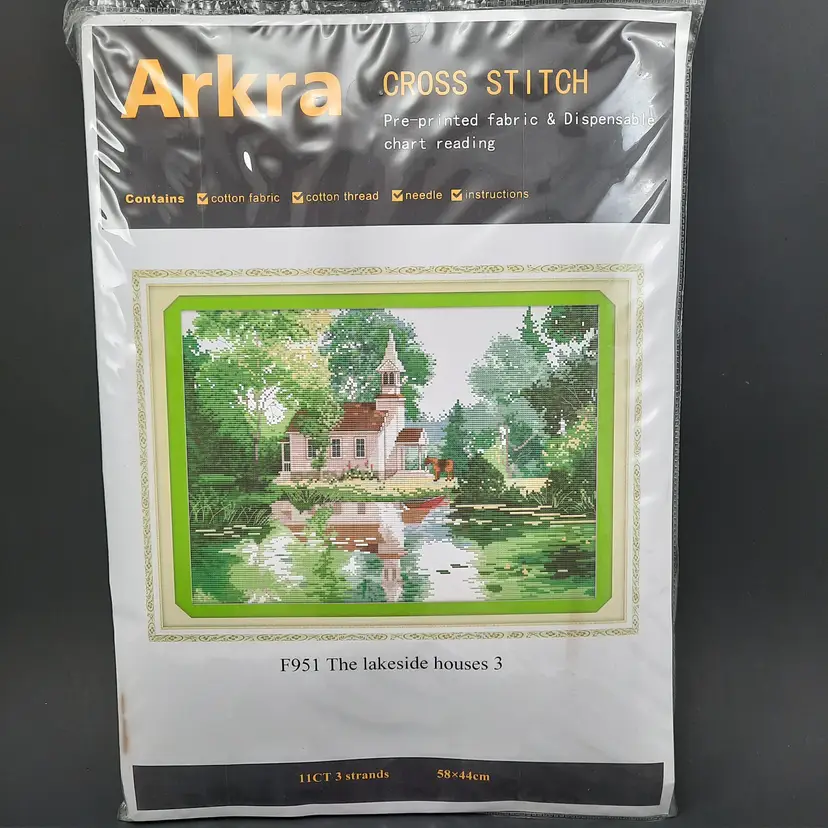 Arkra
CROSS STITCH
Pre-printed fabric & Dispensable
chart reading
Contains cotton fabric cotton thread needle instructions
F951 The lakeside houses 3
11CT 3 strands 58×44cm